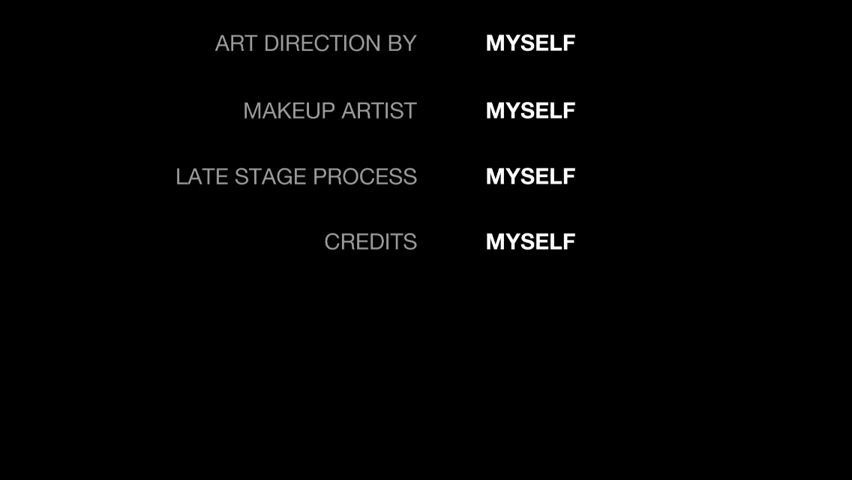 ART DIRECTION BY MYSELF
MAKEUP ARTIST MYSELF
LATE STAGE PROCESS MYSELF
CREDITS MYSELF